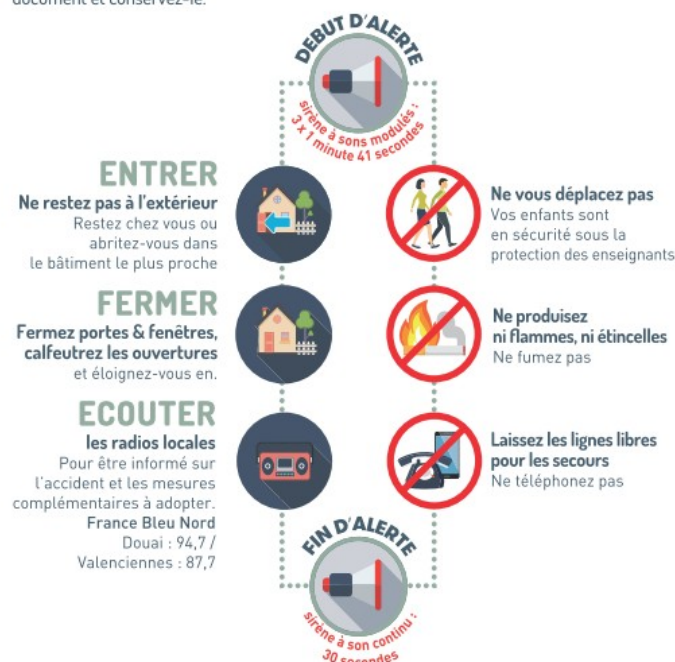 document et conservez-le.
DEBUT D'ALERTE
sirène à sons modulés :
3 x 1 minute 41 secondes
ENTRER
Ne restez pas à l'extérieur
Restez chez vous ou
abritez-vous dans
le bâtiment le plus proche
Ne vous déplacez pas
Vos enfants sont
en sécurité sous la
protection des enseignants
FERMER
Fermez portes & fenêtres,
calfeutrez les ouvertures
et éloignez-vous en.
Ne produisez
ni flammes, ni étincelles
Ne fumez pas
ECOUTER
les radios locales
Pour être informé sur
l'accident et les mesures
complémentaires à adopter.
France Bleu Nord
Douai : 94,7 /
Valenciennes : 87,7
Laissez les lignes libres
pour les secours
Ne téléphonez pas
FIN D'ALERTE
sirène à son continu :
30 secondes